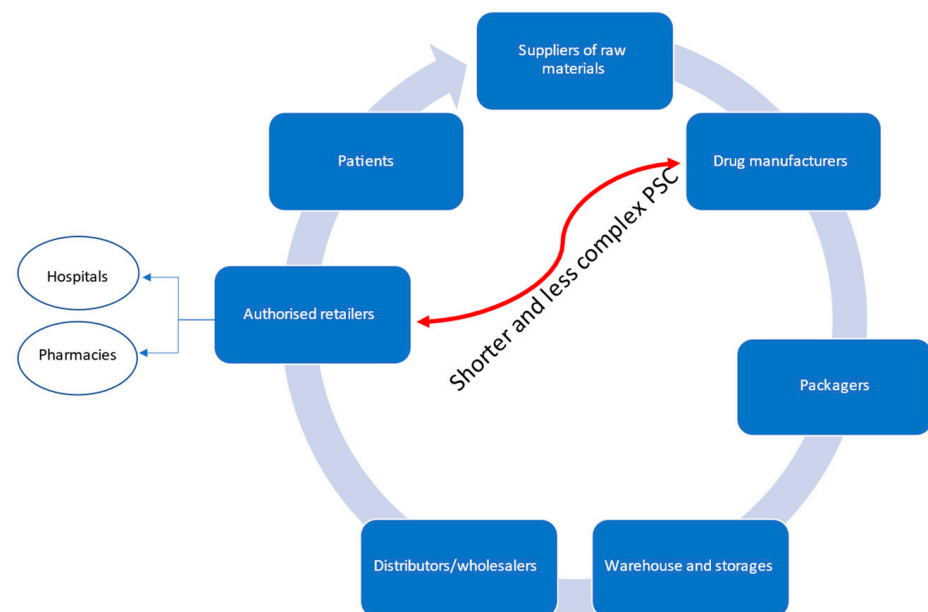 Suppliers of raw
materials
Drug manufacturers
Packagers
Warehouse and storages
Distributors/wholesalers
Authorised retailers
Hospitals
Pharmacies
Patients
Shorter and less complex PSC